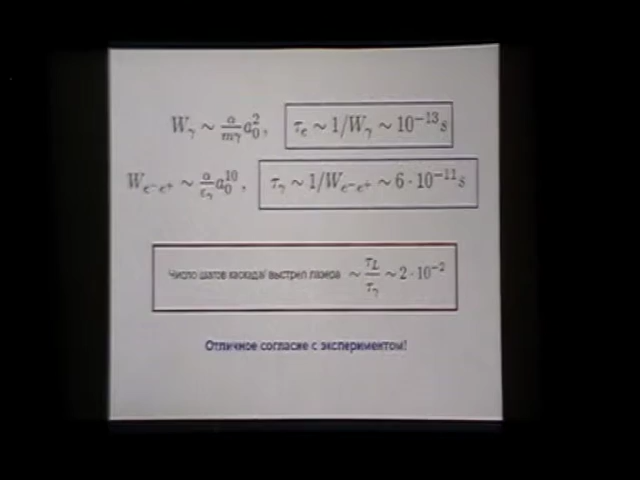 W_γ ~ α/mγ a_0^2, τ_e ~ 1/W_γ ~ 10^{-13} s
W_{e^-e^+} ~ α/ε_γ a_0^{10}, τ_γ ~ 1/W_{e^-e^+} ~ 6·10^{-11} s
Число шагов каскада/ выстрел лазера ~ τ_L/τ_γ ~ 2·10^{-2}
Отличное согласие с экспериментом!